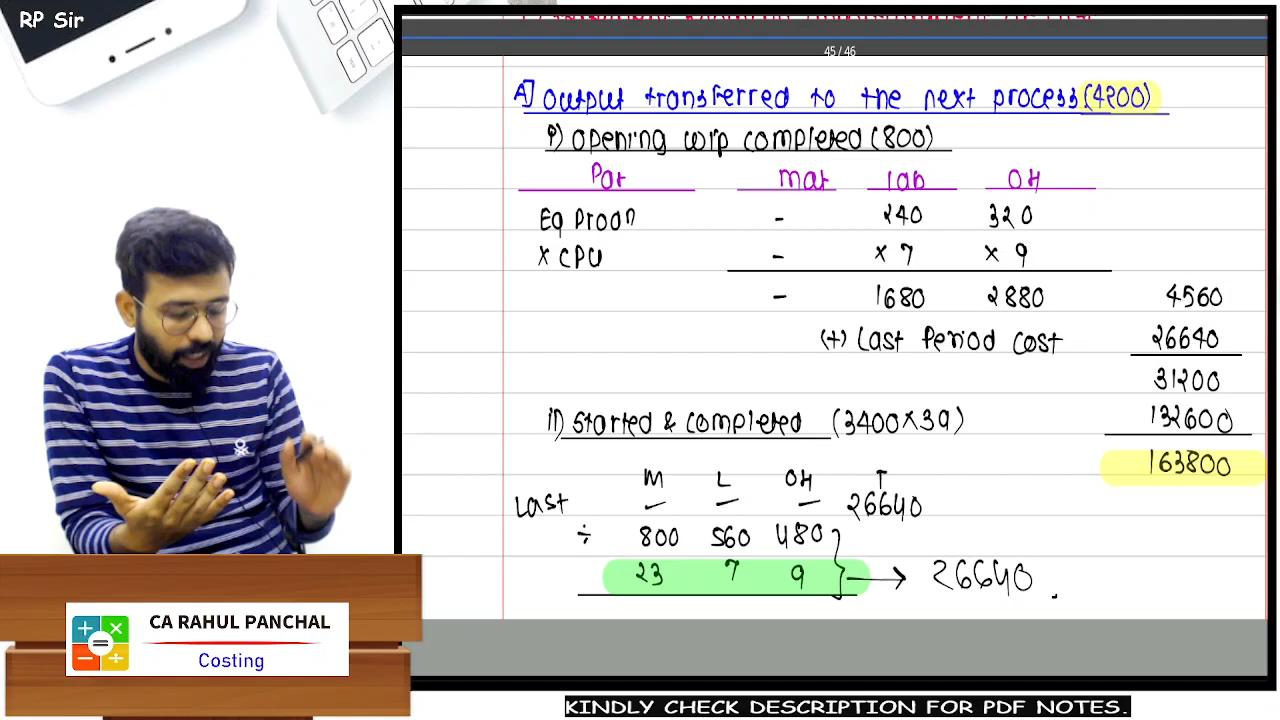 RP Sir
45 / 46
A] Output transferred to the next process (4200)
i) Opening WIP completed (800)
Par Mat Lab OH
Eq Prodn - 240 320
x CPU - x 7 x 9
- 1680 2880 4560
(+) Last Period cost 26640
31200
ii) Started & completed (3400x39) 132600
163800
M L OH T
Last 26640
÷ 800 560 480
23 7 9 → 26640
CA RAHUL PANCHAL
Costing
KINDLY CHECK DESCRIPTION FOR PDF NOTES.